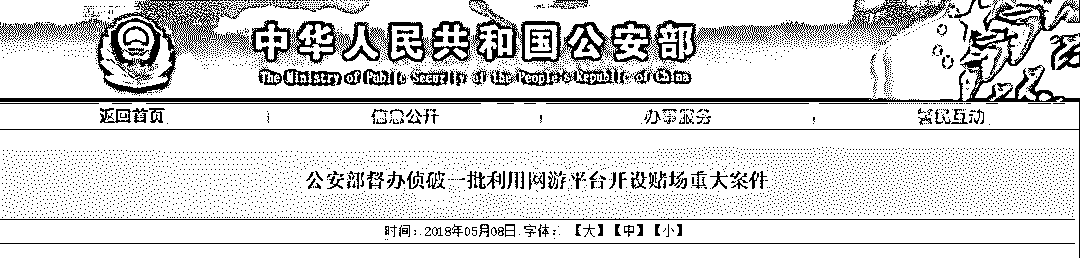 中华人民共和国公安部
The Ministry of Public Security of the People's Republic of China
返回首页 信息公开 办事服务 警民互动
公安部督办侦破一批利用网游平台开设赌场重大案件
时间：2018年05月08日 字体：【大】【中】【小】